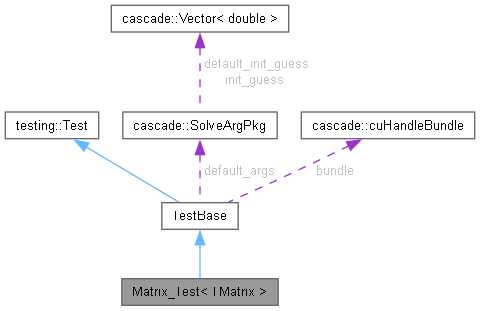 cascade::Vector< double >
default_init_guess
init_guess
testing::Test
cascade::SolveArgPkg
cascade::cuHandleBundle
default_args
bundle
TestBase
Matrix_Test< TMatrix >